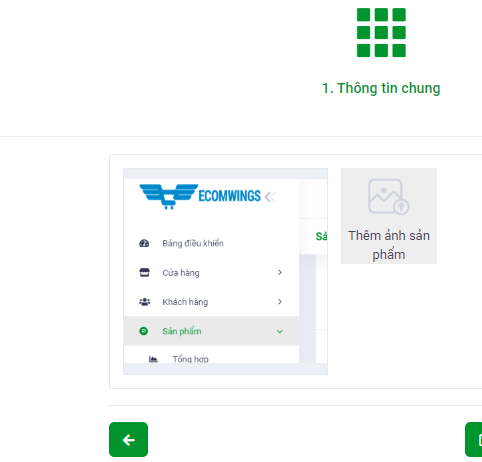 1. Thông tin chung
ECOMWINGS
Bảng điều khiển
Sả
Cửa hàng
Khách hàng
Sản phẩm
Tổng hợp
Thêm ảnh sản
phẩm